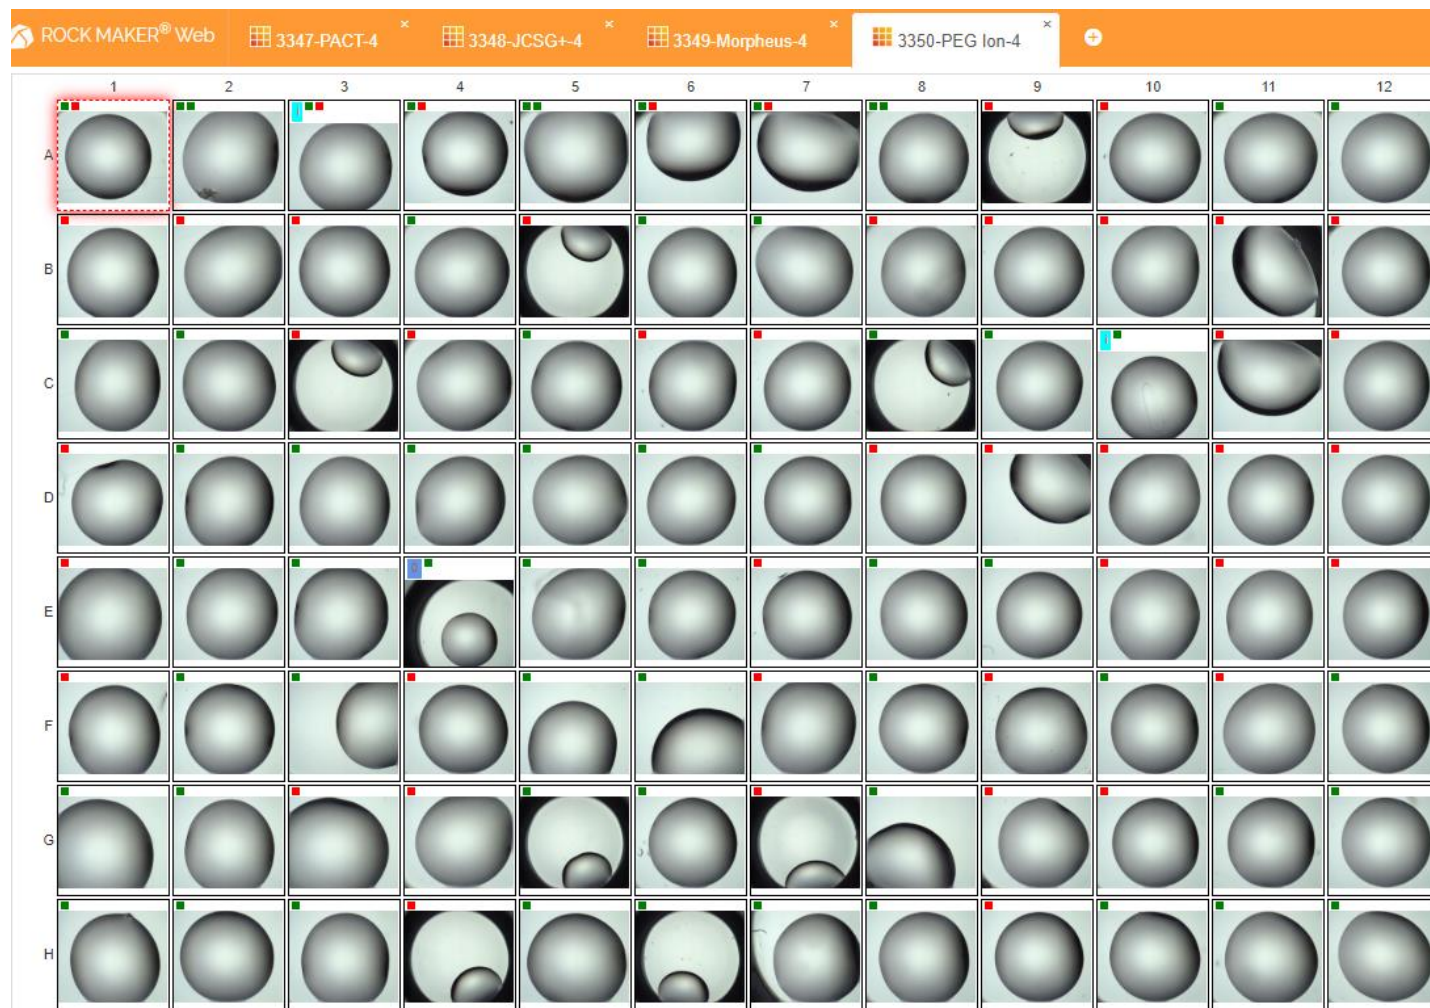 ROCK MAKER® Web
3347-PACT-4 ×
3348-JCSG+-4 ×
3349-Morpheus-4 ×
3350-PEG Ion-4 ×
1 2 3 4 5 6 7 8 9 10 11 12
A
B
C
D
E
F
G
H